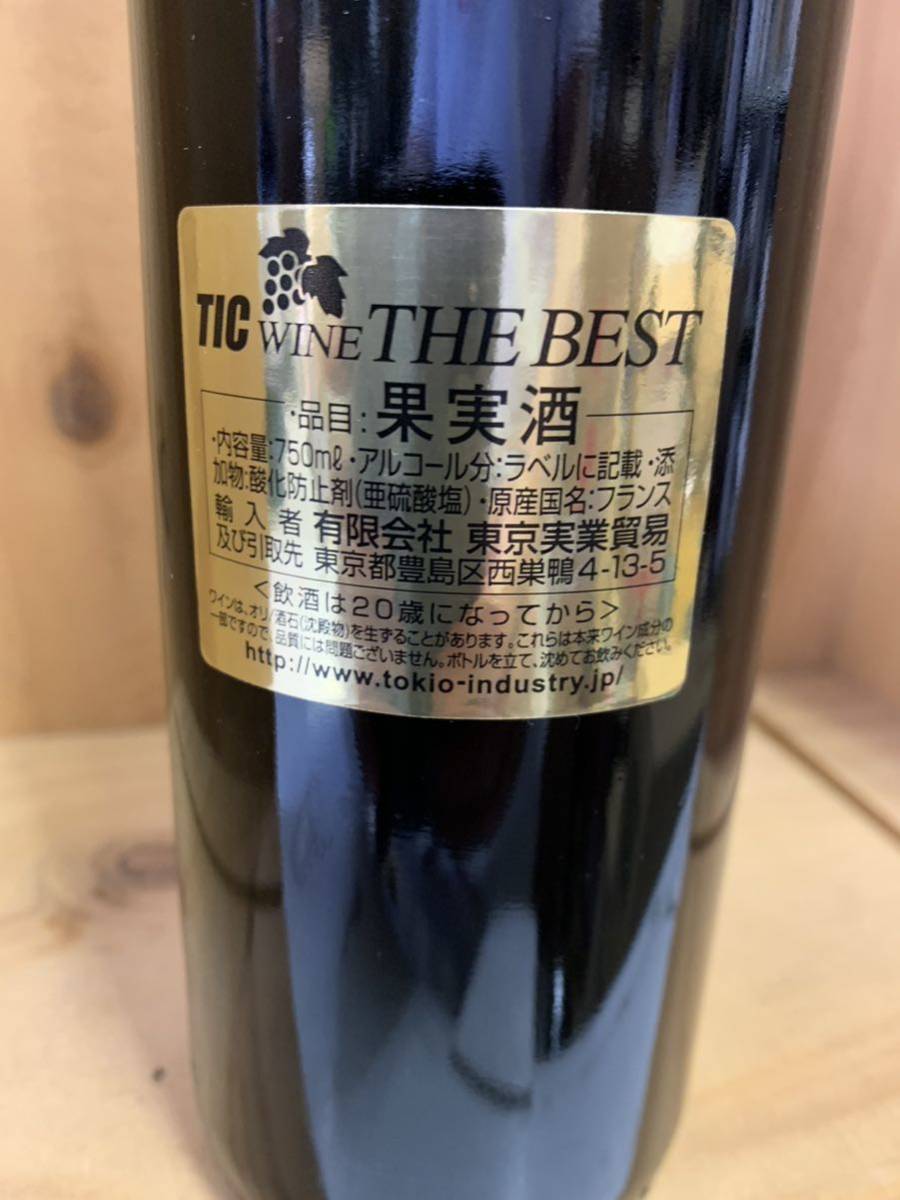 TIC WINE THE BEST
・品目:果実酒
・内容量:750mℓ・アルコール分:ラベルに記載・添
加物:酸化防止剤(亜硫酸塩)・原産国名:フランス
輸入者 有限会社 東京実業貿易
及び引取先 東京都豊島区西巣鴨4-13-5
<飲酒は20歳になってから>
ワインは、オリ/酒石(沈殿物)を生ずることがあります。これらは本来ワイン成分の
一部ですので、品質には問題ございません。ボトルを立て、沈めてお飲みください。
http://www.tokio-industry.jp/